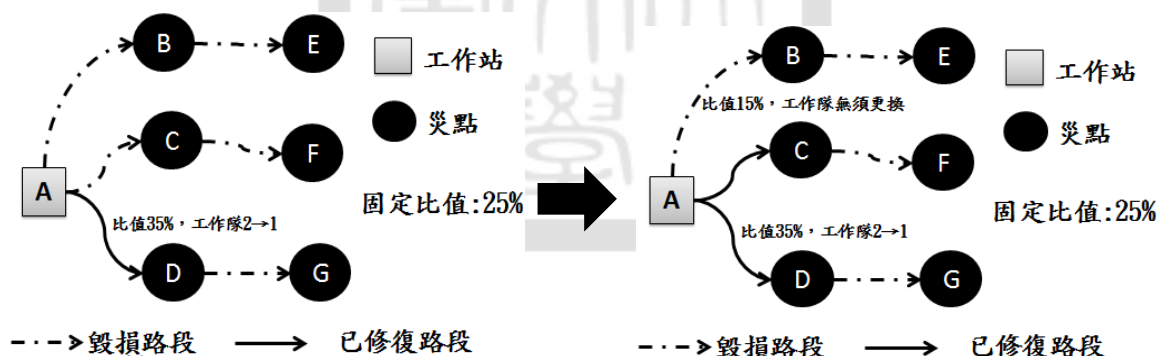 B
E
工作站
C
災點
F
A
固定比值:25%
比值35%，工作隊2→1
D
G
毀損路段
已修復路段
B
E
工作站
比值15%，工作隊無須更換
C
災點
F
A
固定比值:25%
比值35%，工作隊2→1
D
G
毀損路段
已修復路段